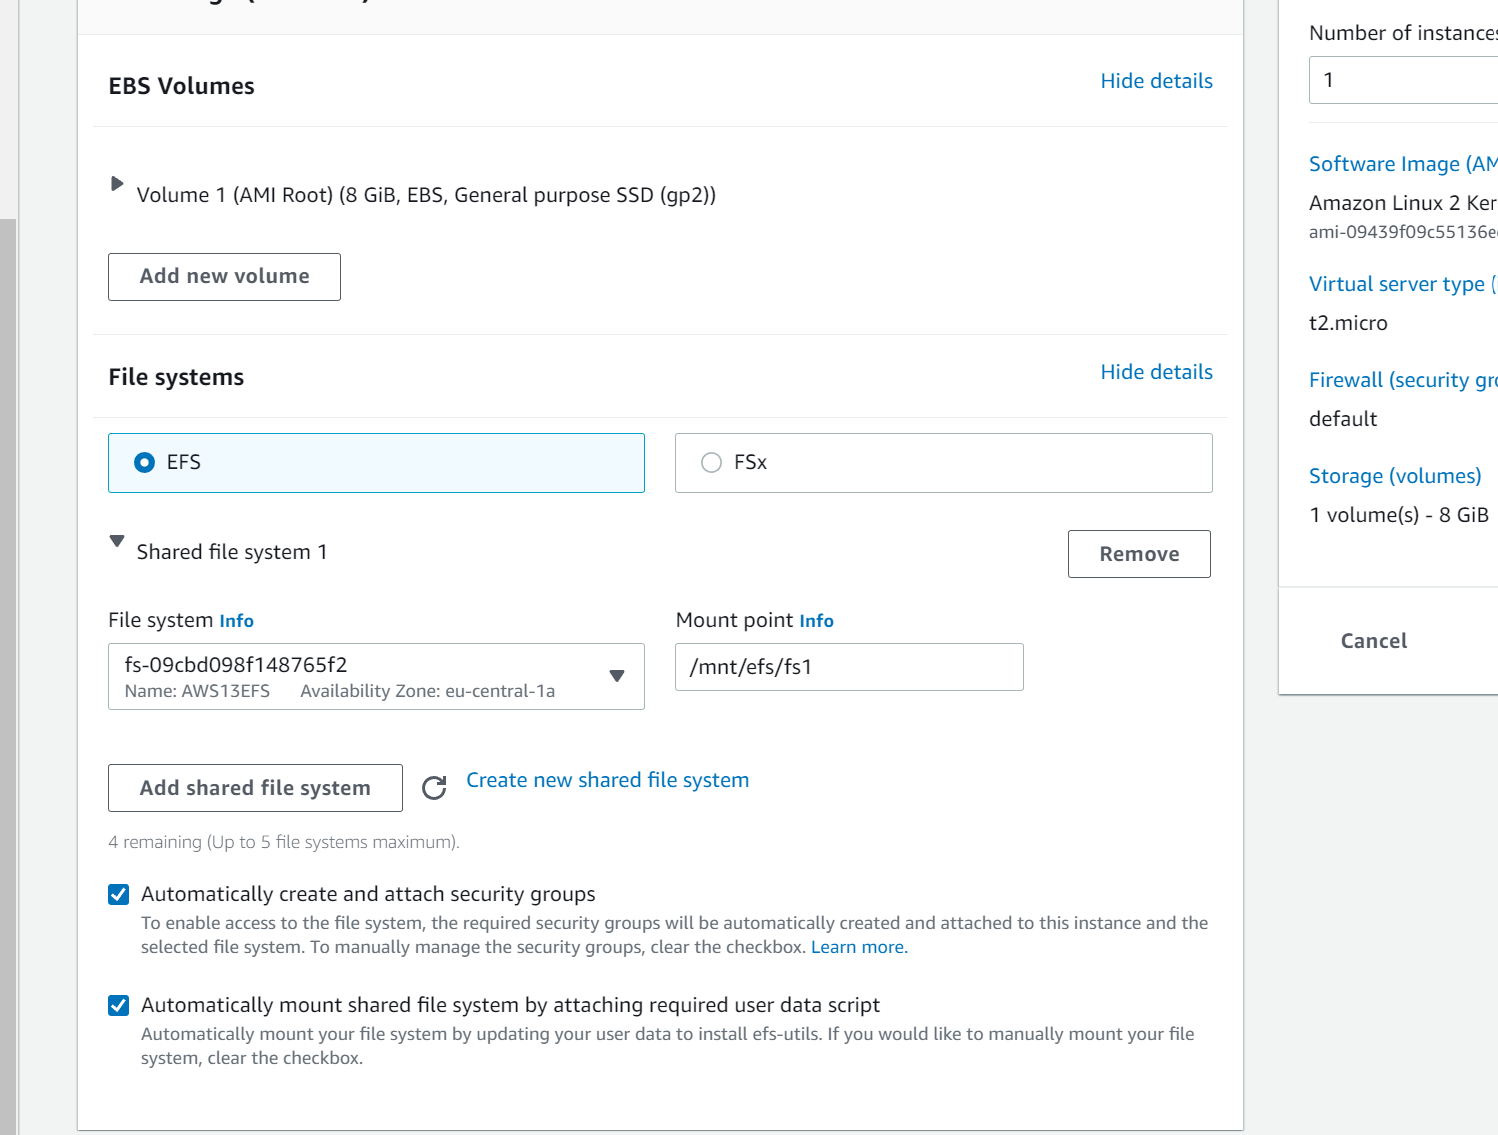 EBS Volumes
Hide details
Volume 1 (AMI Root) (8 GiB, EBS, General purpose SSD (gp2))
Add new volume
File systems
Hide details
EFS
FSx
Shared file system 1
Remove
File system Info
Mount point Info
fs-09cbd098f148765f2
Name: AWS13EFS Availability Zone: eu-central-1a
/mnt/efs/fs1
Add shared file system
Create new shared file system
4 remaining (Up to 5 file systems maximum).
Automatically create and attach security groups
To enable access to the file system, the required security groups will be automatically created and attached to this instance and the
selected file system. To manually manage the security groups, clear the checkbox. Learn more.
Automatically mount shared file system by attaching required user data script
Automatically mount your file system by updating your user data to install efs-utils. If you would like to manually mount your file
system, clear the checkbox.
Number of instances
1
Software Image (AM
Amazon Linux 2 Ker
ami-09439f09c55136e
Virtual server type (
t2.micro
Firewall (security gro
default
Storage (volumes)
1 volume(s) - 8 GiB
Cancel